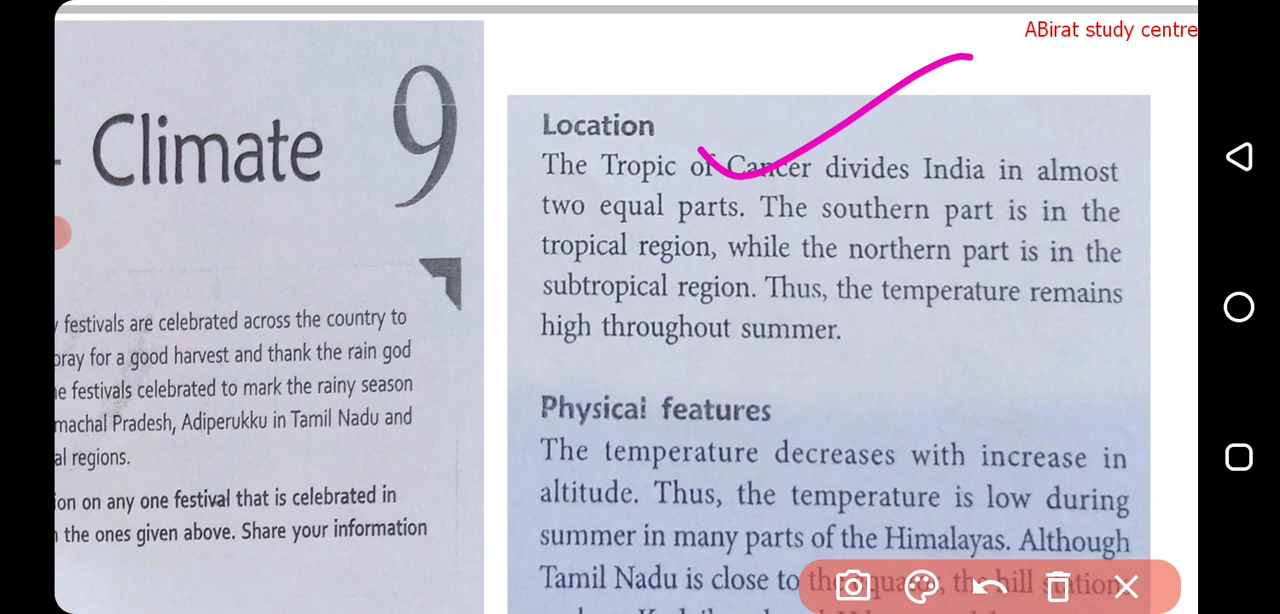 ABirat study centre
Climate 9
festivals are celebrated across the country to
pray for a good harvest and thank the rain god
festivals celebrated to mark the rainy season
machal Pradesh, Adiperukku in Tamil Nadu and
al regions.
ion on any one festival that is celebrated in
the ones given above. Share your information
Location
The Tropic of Cancer divides India in almost
two equal parts. The southern part is in the
tropical region, while the northern part is in the
subtropical region. Thus, the temperature remains
high throughout summer.
Physical features
The temperature decreases with increase in
altitude. Thus, the temperature is low during
summer in many parts of the Himalayas. Although
Tamil Nadu is close to the equator, the hill station